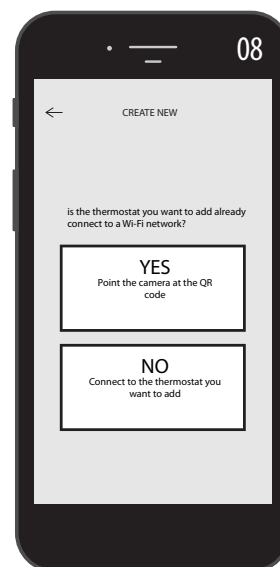 08
CREATE NEW
is the thermostat you want to add already
connect to a Wi-Fi network?
YES
Point the camera at the QR
code
NO
Connect to the thermostat you
want to add